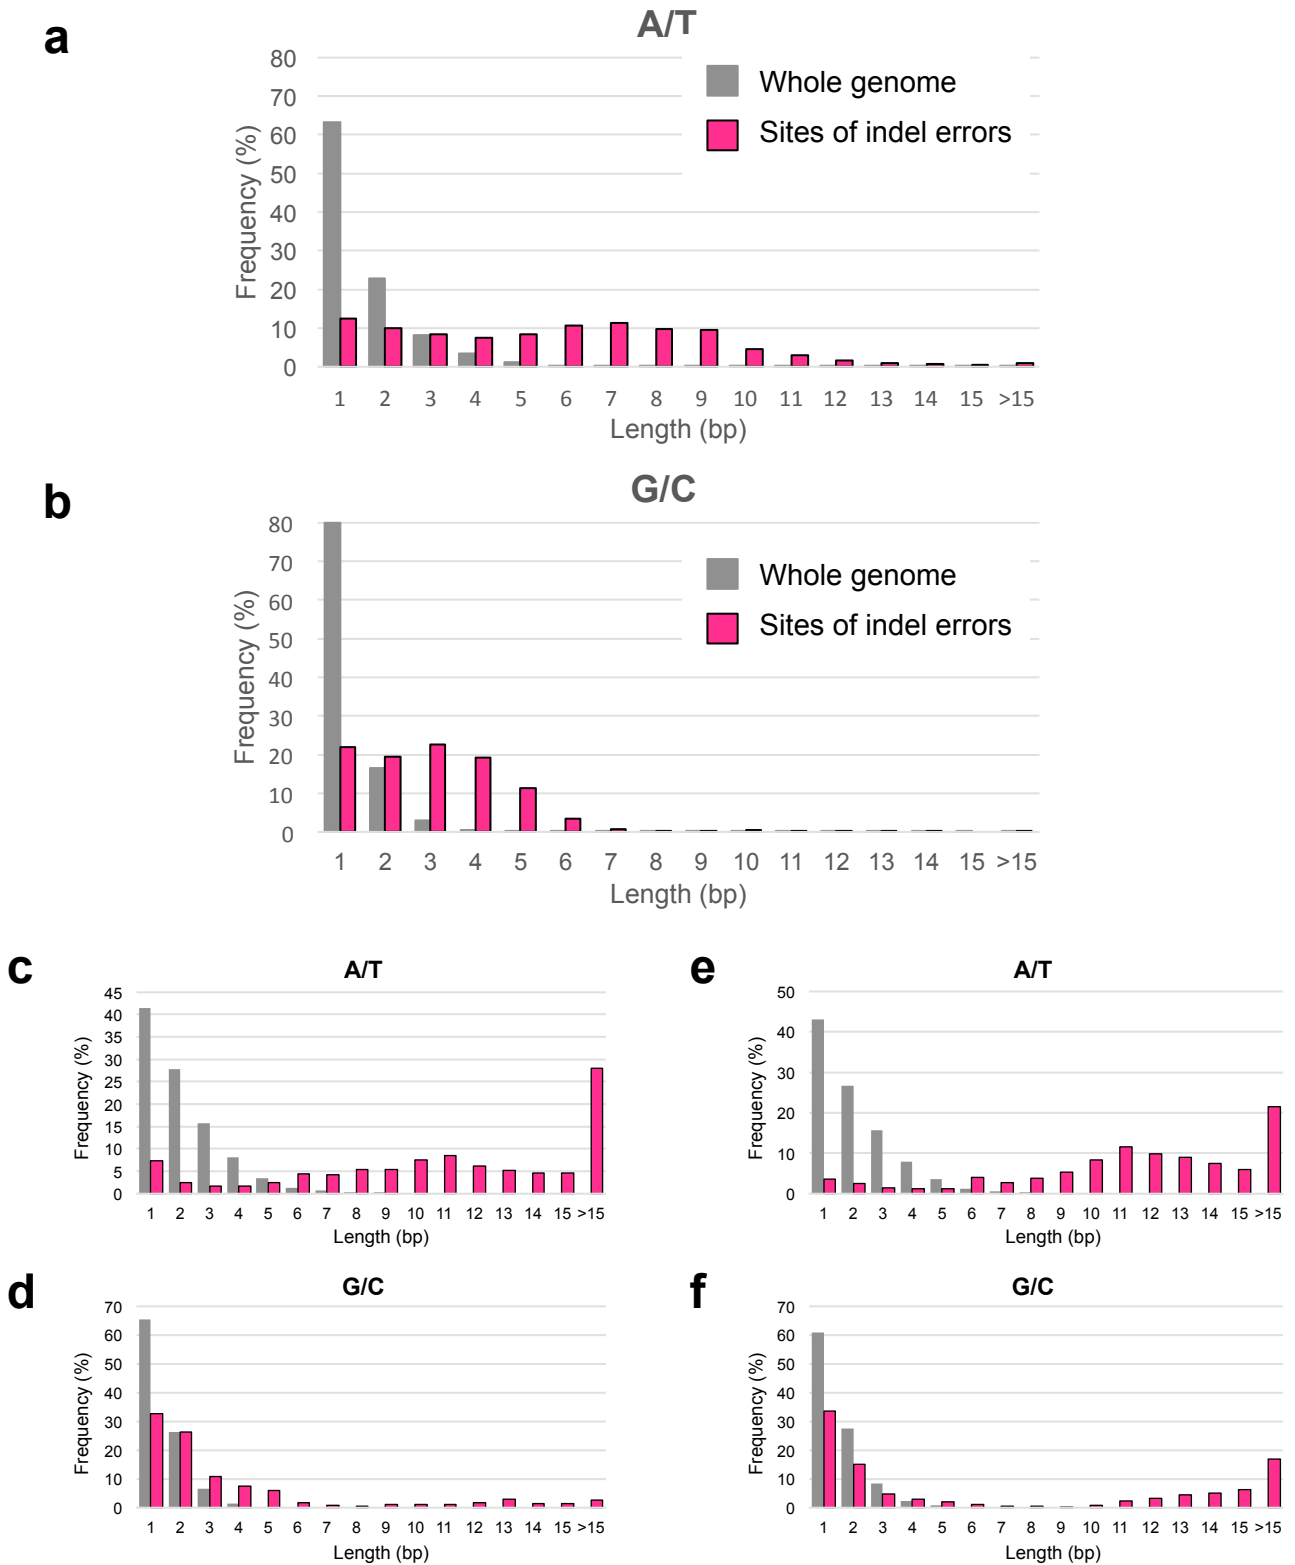 a
A/T
80
70
60
50
40
30
20
10
0
Frequency (%)
Whole genome
Sites of indel errors
1 2 3 4 5 6 7 8 9 10 11 12 13 14 15 >15
Length (bp)
b
G/C
80
70
60
50
40
30
20
10
0
Frequency (%)
Whole genome
Sites of indel errors
1 2 3 4 5 6 7 8 9 10 11 12 13 14 15 >15
Length (bp)
c
A/T
45
40
35
30
25
20
15
10
5
0
Frequency (%)
1 2 3 4 5 6 7 8 9 10 11 12 13 14 15 >15
Length (bp)
e
A/T
50
40
30
20
10
0
Frequency (%)
1 2 3 4 5 6 7 8 9 10 11 12 13 14 15 >15
Length (bp)
d
G/C
70
60
50
40
30
20
10
0
Frequency (%)
1 2 3 4 5 6 7 8 9 10 11 12 13 14 15 >15
Length (bp)
f
G/C
70
60
50
40
30
20
10
0
Frequency (%)
1 2 3 4 5 6 7 8 9 10 11 12 13 14 15 >15
Length (bp)